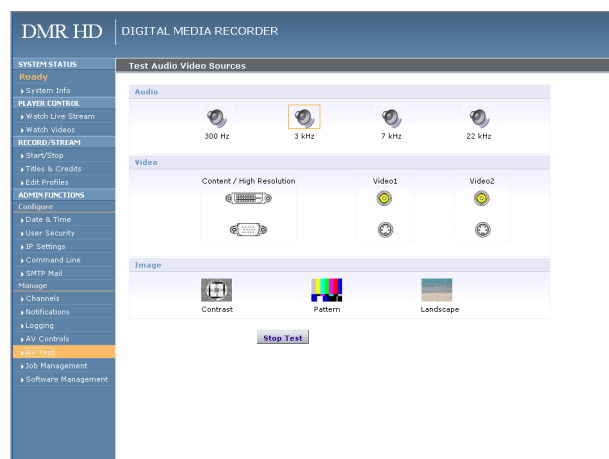 DMR HD
DIGITAL MEDIA RECORDER
SYSTEM STATUS
Ready
System Info
PLAYER CONTROL
Watch Live Stream
Watch Videos
RECORD/STREAM
Start/Stop
Titles & Credits
Edit Profiles
ADMIN FUNCTIONS
Configure
Date & Time
User Security
IP Settings
Command Line
SMTP Mail
Manage
Channels
Notifications
Logging
AV Controls
AV Test
Job Management
Software Management
Test Audio Video Sources
Audio
300 Hz 3 kHz 7 kHz 22 kHz
Video
Content / High Resolution Video1 Video2
Image
Contrast Pattern Landscape
Stop Test